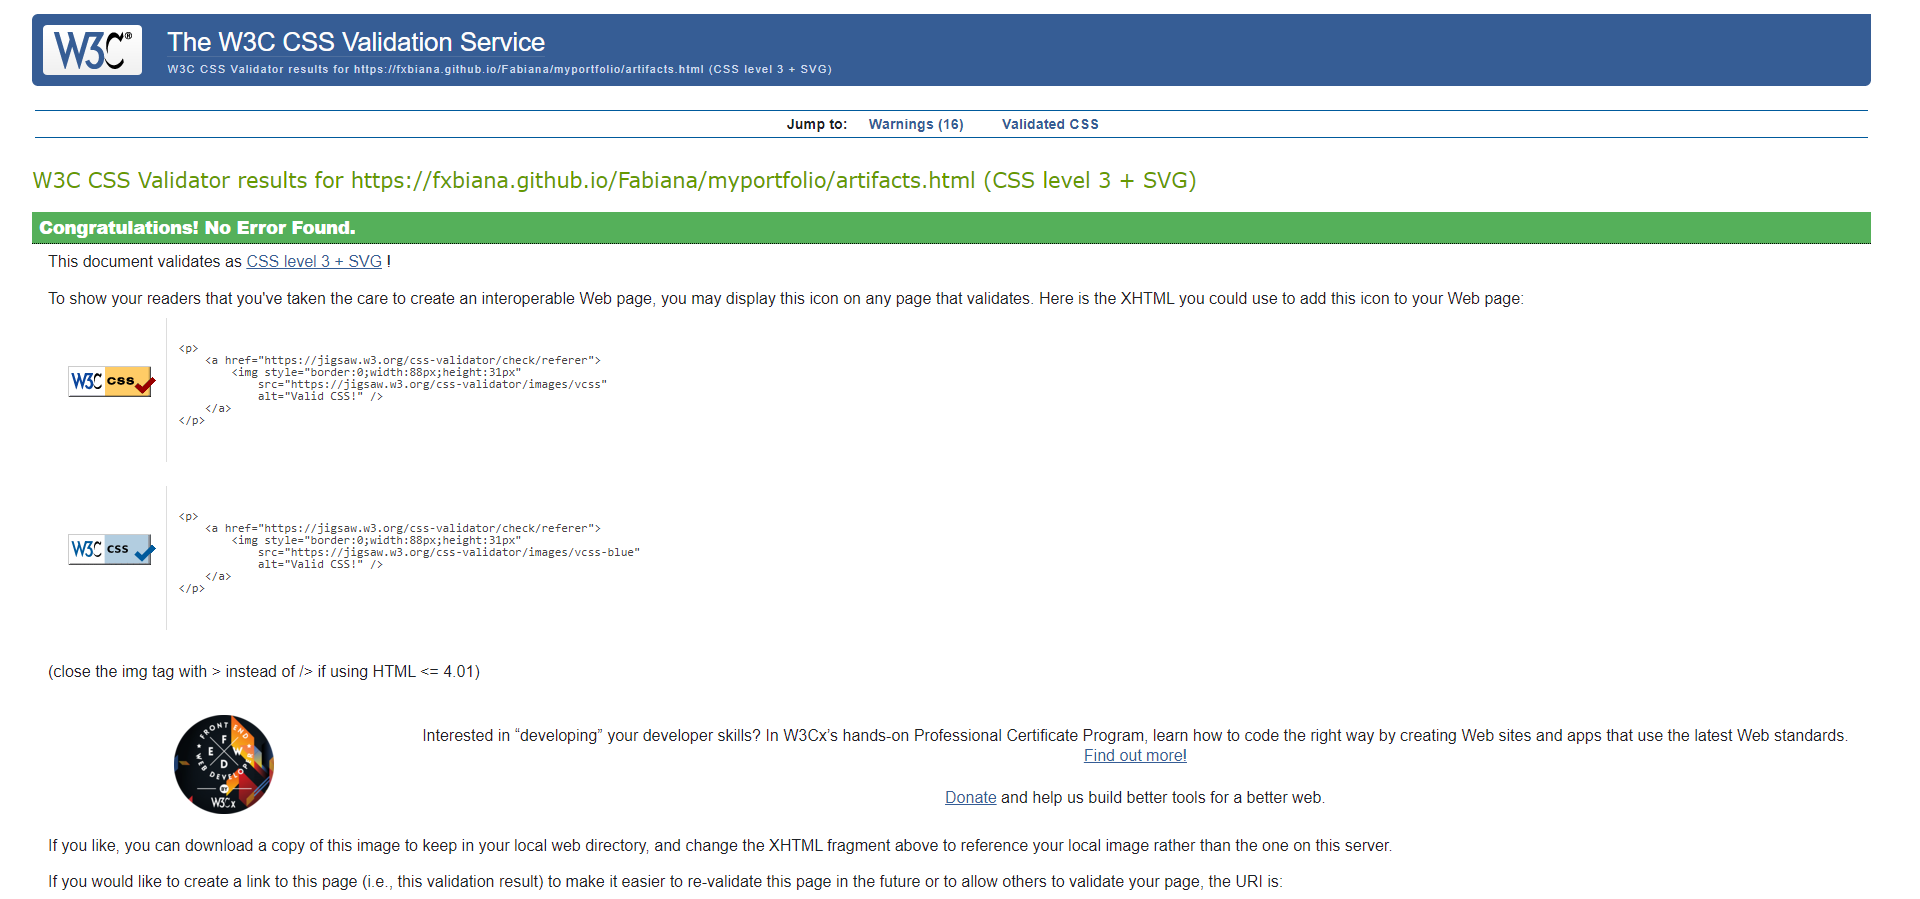 W3C®
The W3C CSS Validation Service
W3C CSS Validator results for https://fxbiana.github.io/Fabiana/myportfolio/artifacts.html (CSS level 3 + SVG)
Jump to: Warnings (16) Validated CSS
W3C CSS Validator results for https://fxbiana.github.io/Fabiana/myportfolio/artifacts.html (CSS level 3 + SVG)
Congratulations! No Error Found.
This document validates as CSS level 3 + SVG !
To show your readers that you've taken the care to create an interoperable Web page, you may display this icon on any page that validates. Here is the XHTML you could use to add this icon to your Web page:
W3C css
<p>
<a href="https://jigsaw.w3.org/css-validator/check/referer">
<img style="border:0;width:88px;height:31px"
src="https://jigsaw.w3.org/css-validator/images/vcss"
alt="Valid CSS!" />
</a>
</p>
W3C css
<p>
<a href="https://jigsaw.w3.org/css-validator/check/referer">
<img style="border:0;width:88px;height:31px"
src="https://jigsaw.w3.org/css-validator/images/vcss-blue"
alt="Valid CSS!" />
</a>
</p>
(close the img tag with > instead of /> if using HTML <= 4.01)
FRONT END
F
E W
D
WEB DEVELOPER
BY
W3Cx
Interested in “developing” your developer skills? In W3Cx’s hands-on Professional Certificate Program, learn how to code the right way by creating Web sites and apps that use the latest Web standards.
Find out more!
Donate and help us build better tools for a better web.
If you like, you can download a copy of this image to keep in your local web directory, and change the XHTML fragment above to reference your local image rather than the one on this server.
If you would like to create a link to this page (i.e., this validation result) to make it easier to re-validate this page in the future or to allow others to validate your page, the URI is: